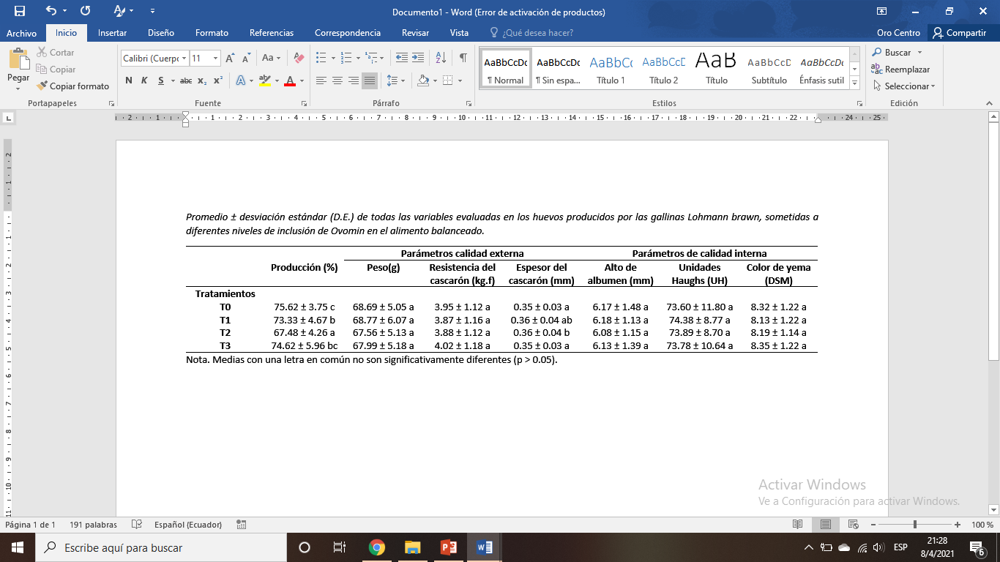 Documento1 - Word (Error de activación de productos)
Archivo Inicio Insertar Diseño Formato Referencias Correspondencia Revisar Vista ¿Qué desea hacer? Oro Centro Compartir
Pegar
Cortar
Copiar
Copiar formato
Portapapeles
Calibri (Cuerpo 11
N K S abc x₂ x²
Fuente
Párrafo
AaBbCcDc AaBbCcDc AaBbCc AaBbCcD AaB AaBbCcD AaBbCcDc
¶ Normal ¶ Sin espa... Título 1 Título 2 Título Subtítulo Énfasis sutil
Estilos
Buscar
Reemplazar
Seleccionar
Edición
Promedio ± desviación estándar (D.E.) de todas las variables evaluadas en los huevos producidos por las gallinas Lohmann brawn, sometidas a
diferentes niveles de inclusión de Ovomin en el alimento balanceado.
Parámetros calidad externa Parámetros de calidad interna
Producción (%) Peso(g) Resistencia del Espesor del Alto de Unidades Color de yema
cascarón (kg.f) cascarón (mm) albumen (mm) Haughs (UH) (DSM)
Tratamientos
T0 75.62 ± 3.75 c 68.69 ± 5.05 a 3.95 ± 1.12 a 0.35 ± 0.03 a 6.17 ± 1.48 a 73.60 ± 11.80 a 8.32 ± 1.22 a
T1 73.33 ± 4.67 b 68.77 ± 6.07 a 3.87 ± 1.16 a 0.36 ± 0.04 ab 6.18 ± 1.13 a 74.38 ± 8.77 a 8.13 ± 1.22 a
T2 67.48 ± 4.26 a 67.56 ± 5.13 a 3.88 ± 1.12 a 0.36 ± 0.04 b 6.08 ± 1.15 a 73.89 ± 8.70 a 8.19 ± 1.14 a
T3 74.62 ± 5.96 bc 67.99 ± 5.18 a 4.02 ± 1.18 a 0.35 ± 0.03 a 6.13 ± 1.39 a 73.78 ± 10.64 a 8.35 ± 1.22 a
Nota. Medias con una letra en común no son significativamente diferentes (p > 0.05).
Activar Windows
Ve a Configuración para activar Windows.
Página 1 de 1 191 palabras Español (Ecuador) 100 %
Escribe aquí para buscar
ESP
21:28
8/4/2021
6